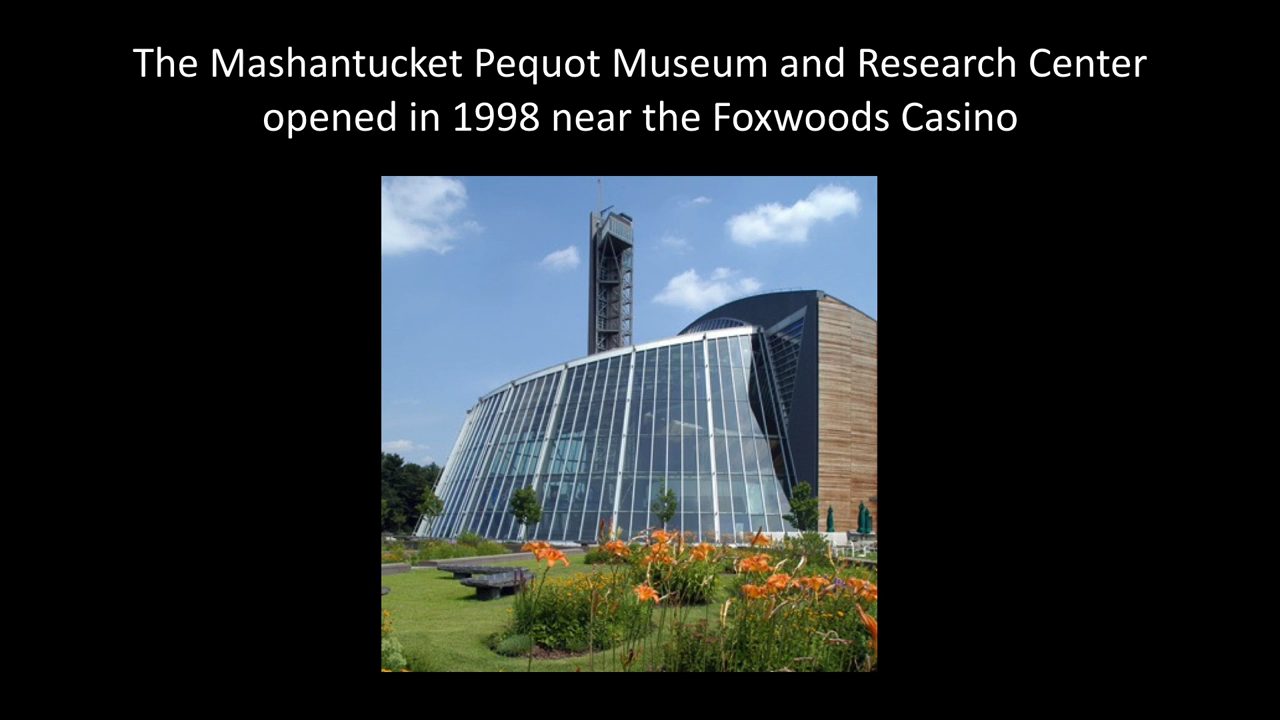 The Mashantucket Pequot Museum and Research Center
opened in 1998 near the Foxwoods Casino